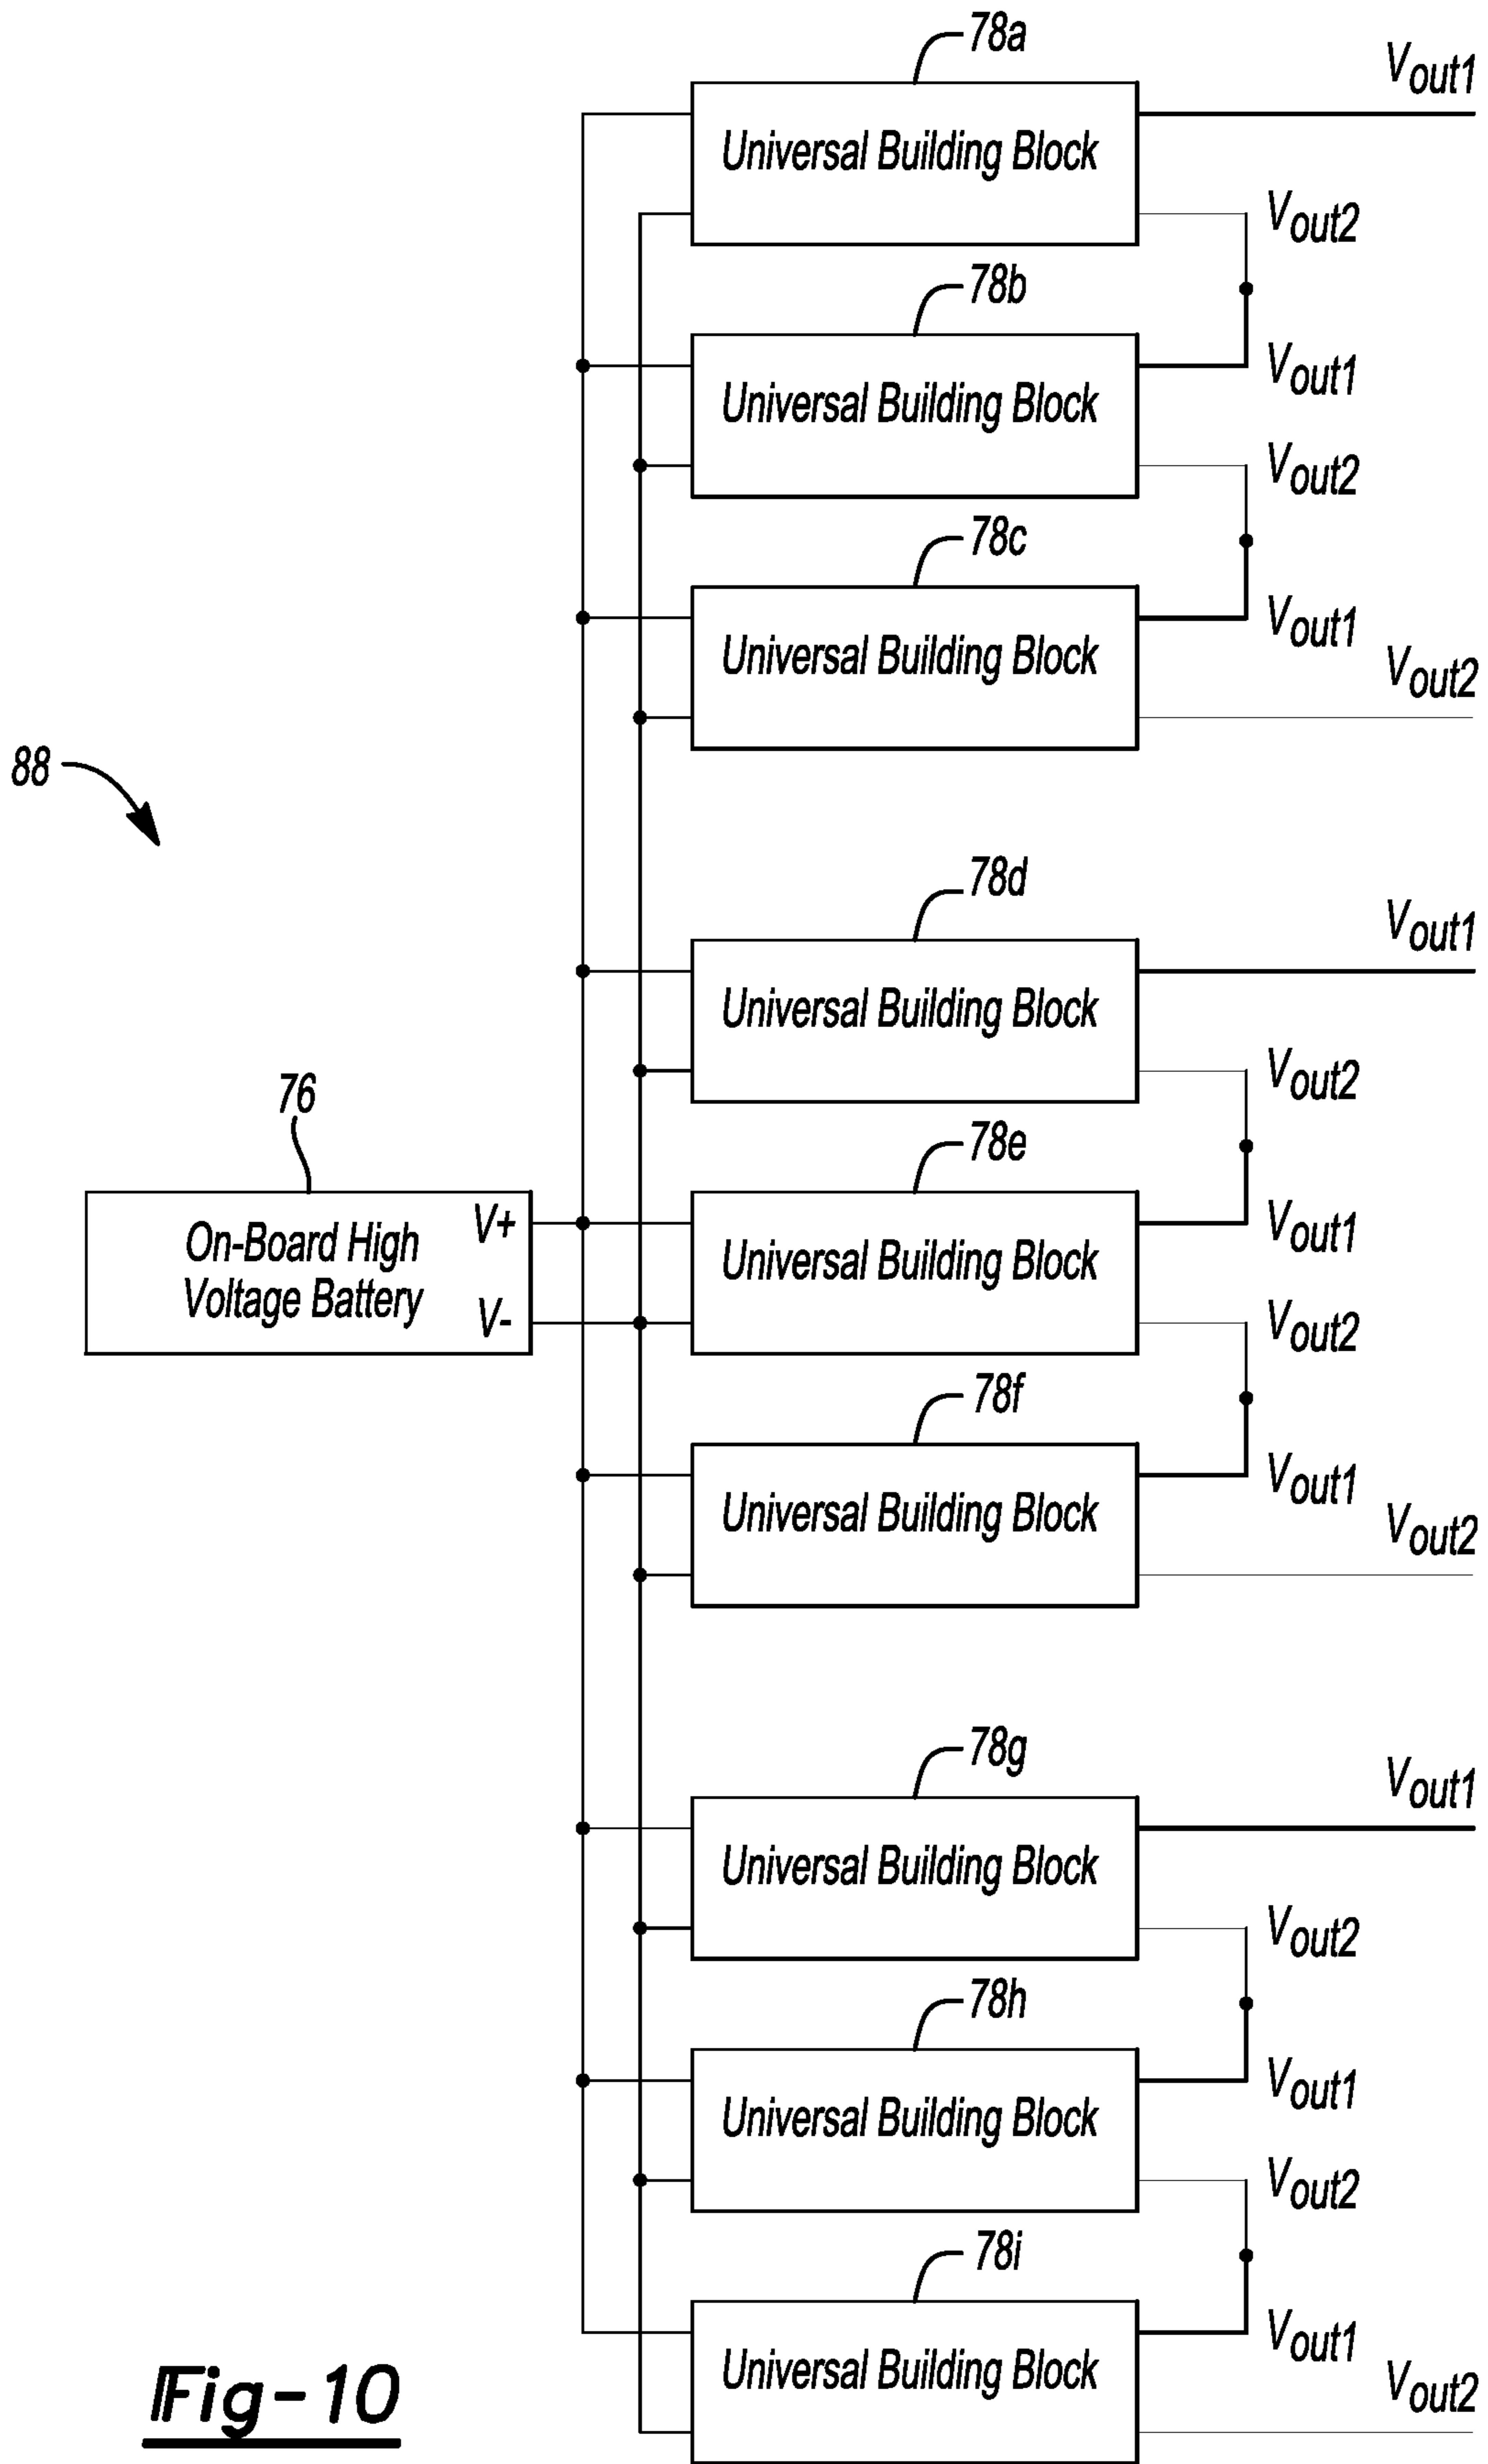 78a
Vout1
Universal Building Block
Vout2
78b
Vout1
Universal Building Block
Vout2
78c
Vout1
Universal Building Block
Vout2
88
78d
Vout1
Universal Building Block
Vout2
76
78e
V+
Vout1
On-Board High
Voltage Battery
Universal Building Block
V-
Vout2
78f
Vout1
Universal Building Block
Vout2
78g
Vout1
Universal Building Block
Vout2
78h
Vout1
Universal Building Block
Vout2
78i
Vout1
Universal Building Block
Vout2
Fig-10